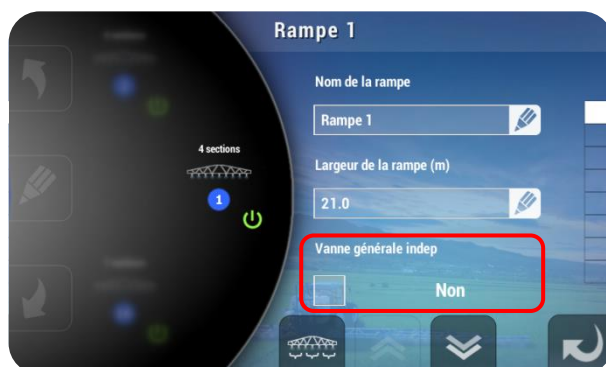 Rampe 1
Nom de la rampe
Rampe 1
4 sections
1
Largeur de la rampe (m)
21.0
Vanne générale indep
Non